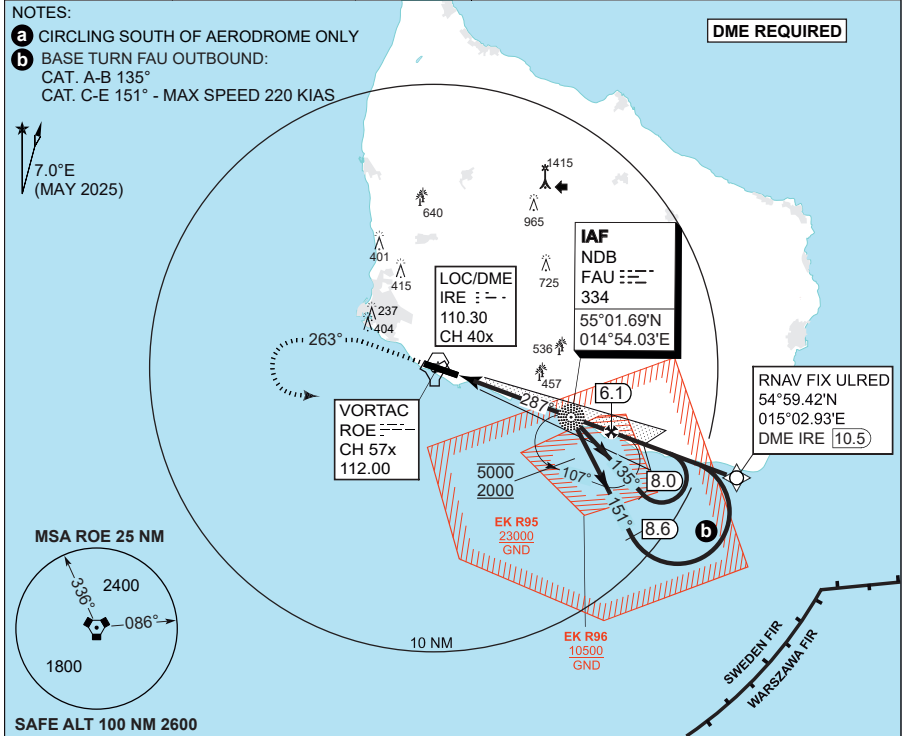 NOTES:
a CIRCLING SOUTH OF AERODROME ONLY
b BASE TURN FAU OUTBOUND:
CAT. A-B 135°
CAT. C-E 151° - MAX SPEED 220 KIAS
DME REQUIRED
7.0°E
(MAY 2025)
1415
640
965
401
415
725
237
404
536
457
LOC/DME
IRE
110.30
CH 40x
IAF
NDB
FAU
334
55°01.69'N
014°54.03'E
263°
287°
6.1
RNAV FIX ULRED
54°59.42'N
015°02.93'E
DME IRE 10.5
VORTAC
ROE
CH 57x
112.00
5000
2000
107°
135°
151°
8.0
8.6
b
EK R95
23000
GND
EK R96
10500
GND
10 NM
MSA ROE 25 NM
336°
2400
086°
1800
SAFE ALT 100 NM 2600
SWEDEN FIR
WARSZAWA FIR